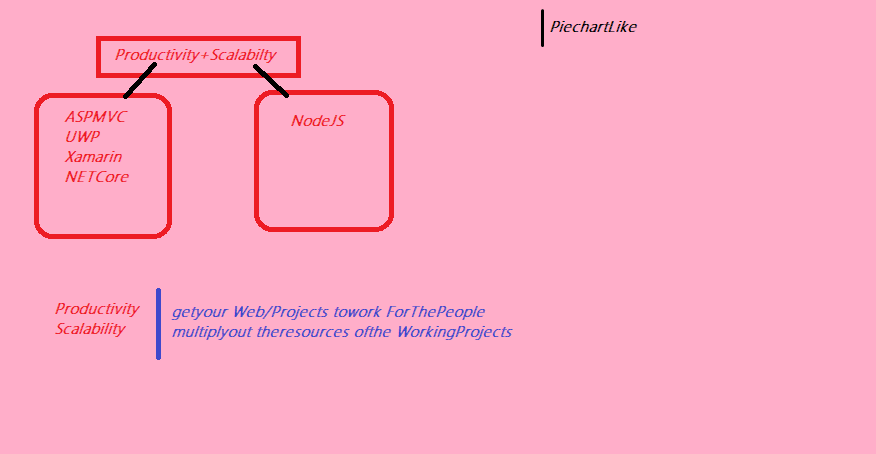 PiechartLike
Productivity+Scalabilty
ASPMVC
UWP
Xamarin
NETCore
NodeJS
Productivity
Scalability
getyour Web/Projects towork ForThePeople
multiplyout theresources ofthe WorkingProjects